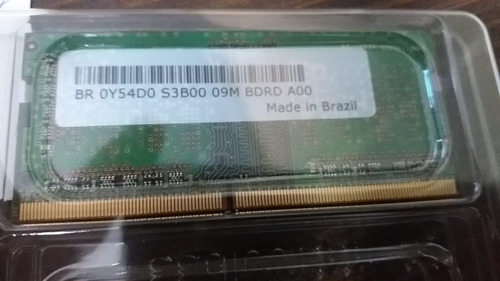 BR 0Y54D0 S3B00 09M BDRD A00
Made in Brazil